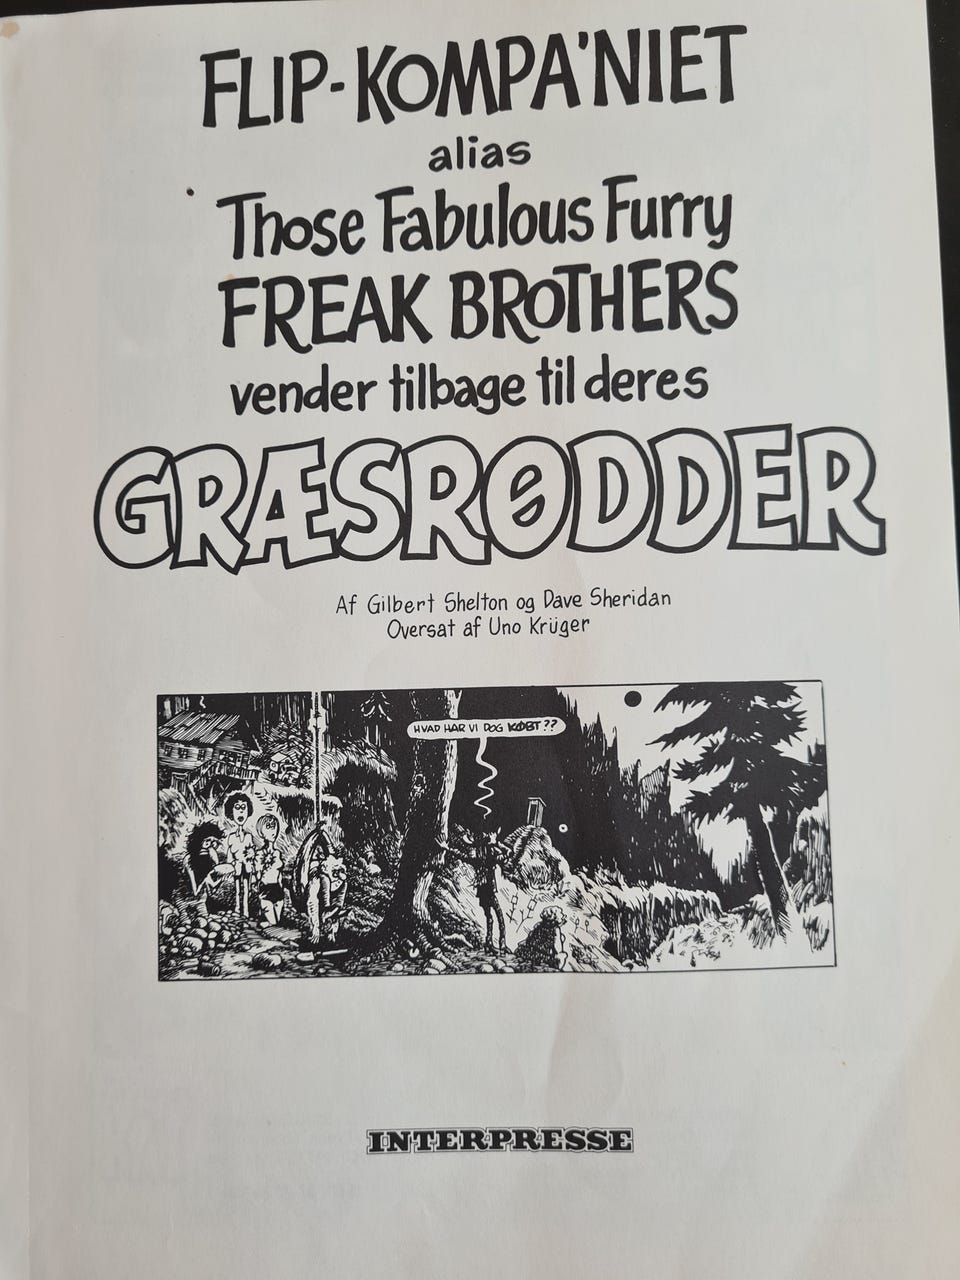 FLIP-KOMPA'NIET
alias
Those Fabulous Furry
FREAK BROTHERS
vender tilbage til deres
GRÆSRØDDER
Af Gilbert Shelton og Dave Sheridan
Oversat af Uno Krüger
HVAD HAR VI DOG KØBT??
INTERPRESSE